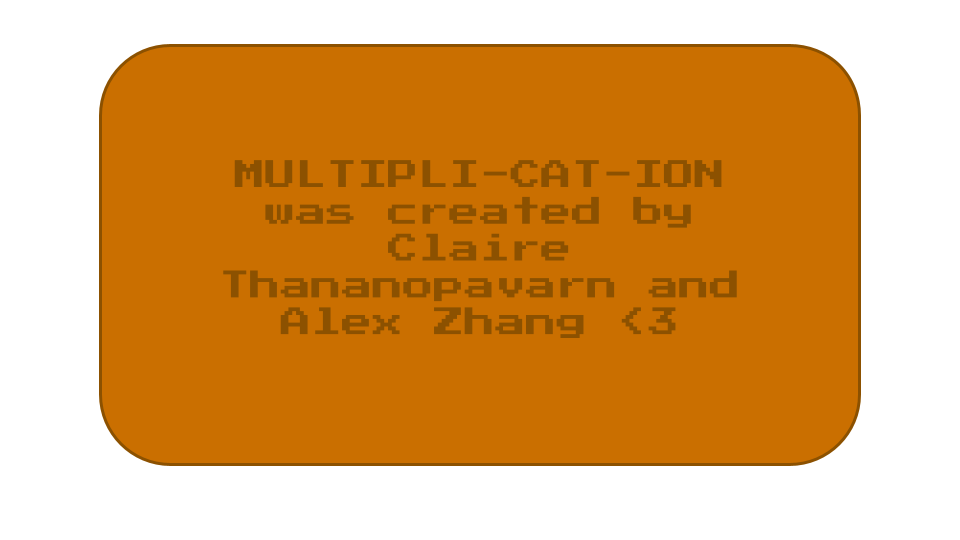 MULTIPLI-CAT-ION
was created by
Claire
Thananopavarn and
Alex Zhang <3